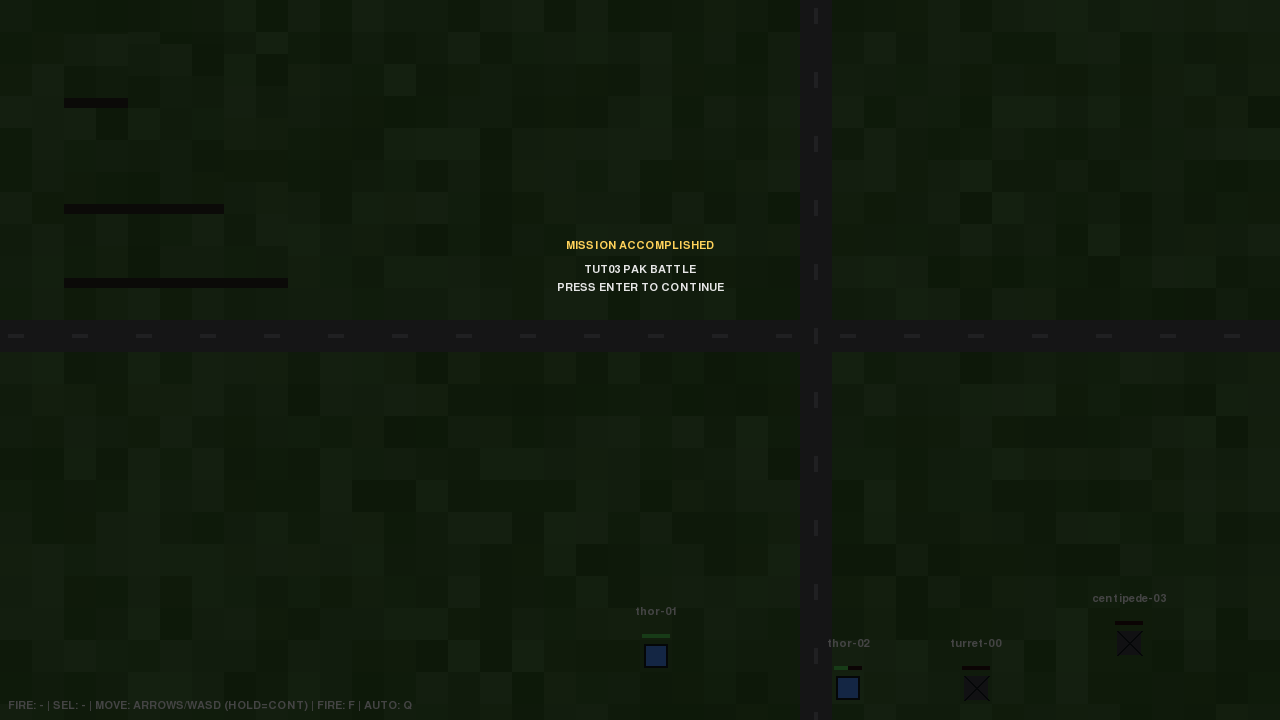 MISSION ACCOMPLISHED
TUT03 PAK BATTLE
PRESS ENTER TO CONTINUE
centipede-03
thor-01
thor-02
turret-00
FIRE: - | SEL: - | MOVE: ARROWS/WASD (HOLD=CONT) | FIRE: F | AUTO: Q